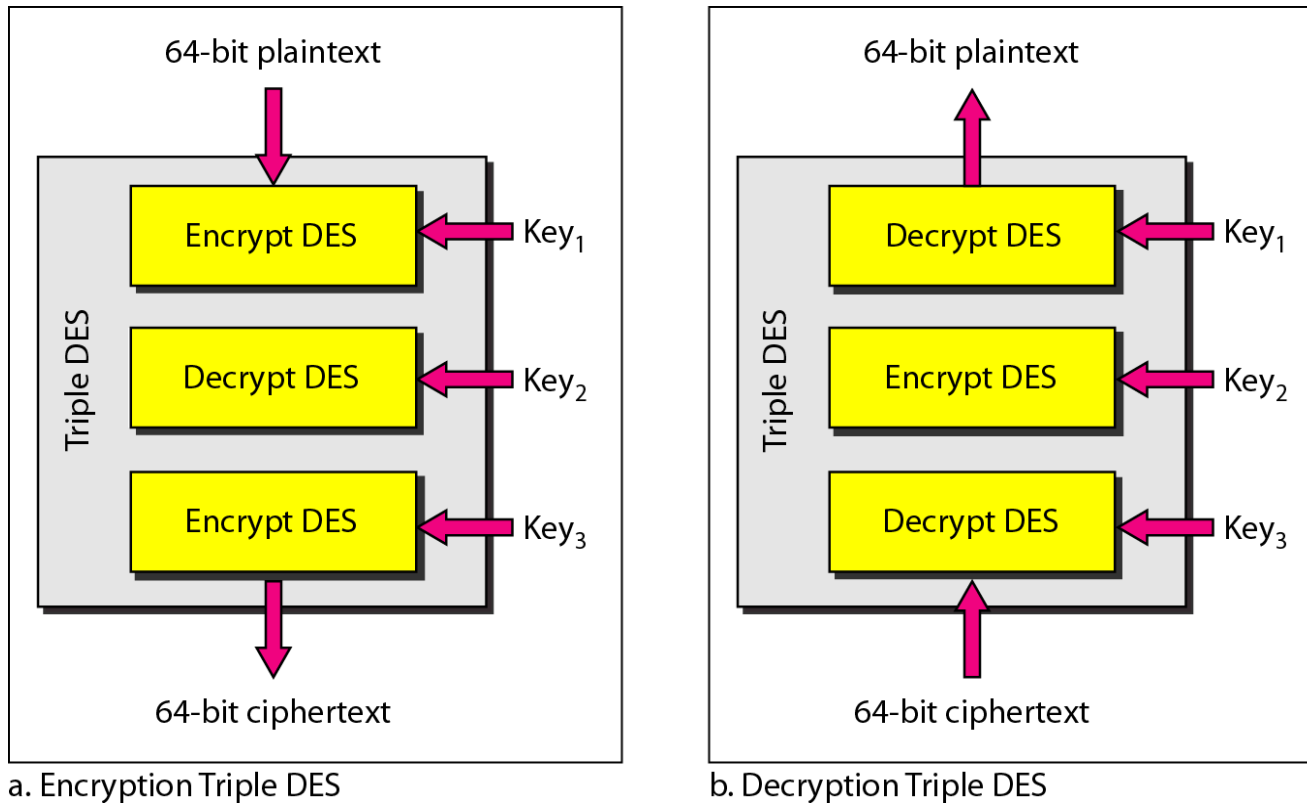 64-bit plaintext
Encrypt DES
Key₁
Triple DES
Decrypt DES
Key₂
Encrypt DES
Key₃
64-bit ciphertext
a. Encryption Triple DES
64-bit plaintext
Decrypt DES
Key₁
Triple DES
Encrypt DES
Key₂
Decrypt DES
Key₃
64-bit ciphertext
b. Decryption Triple DES